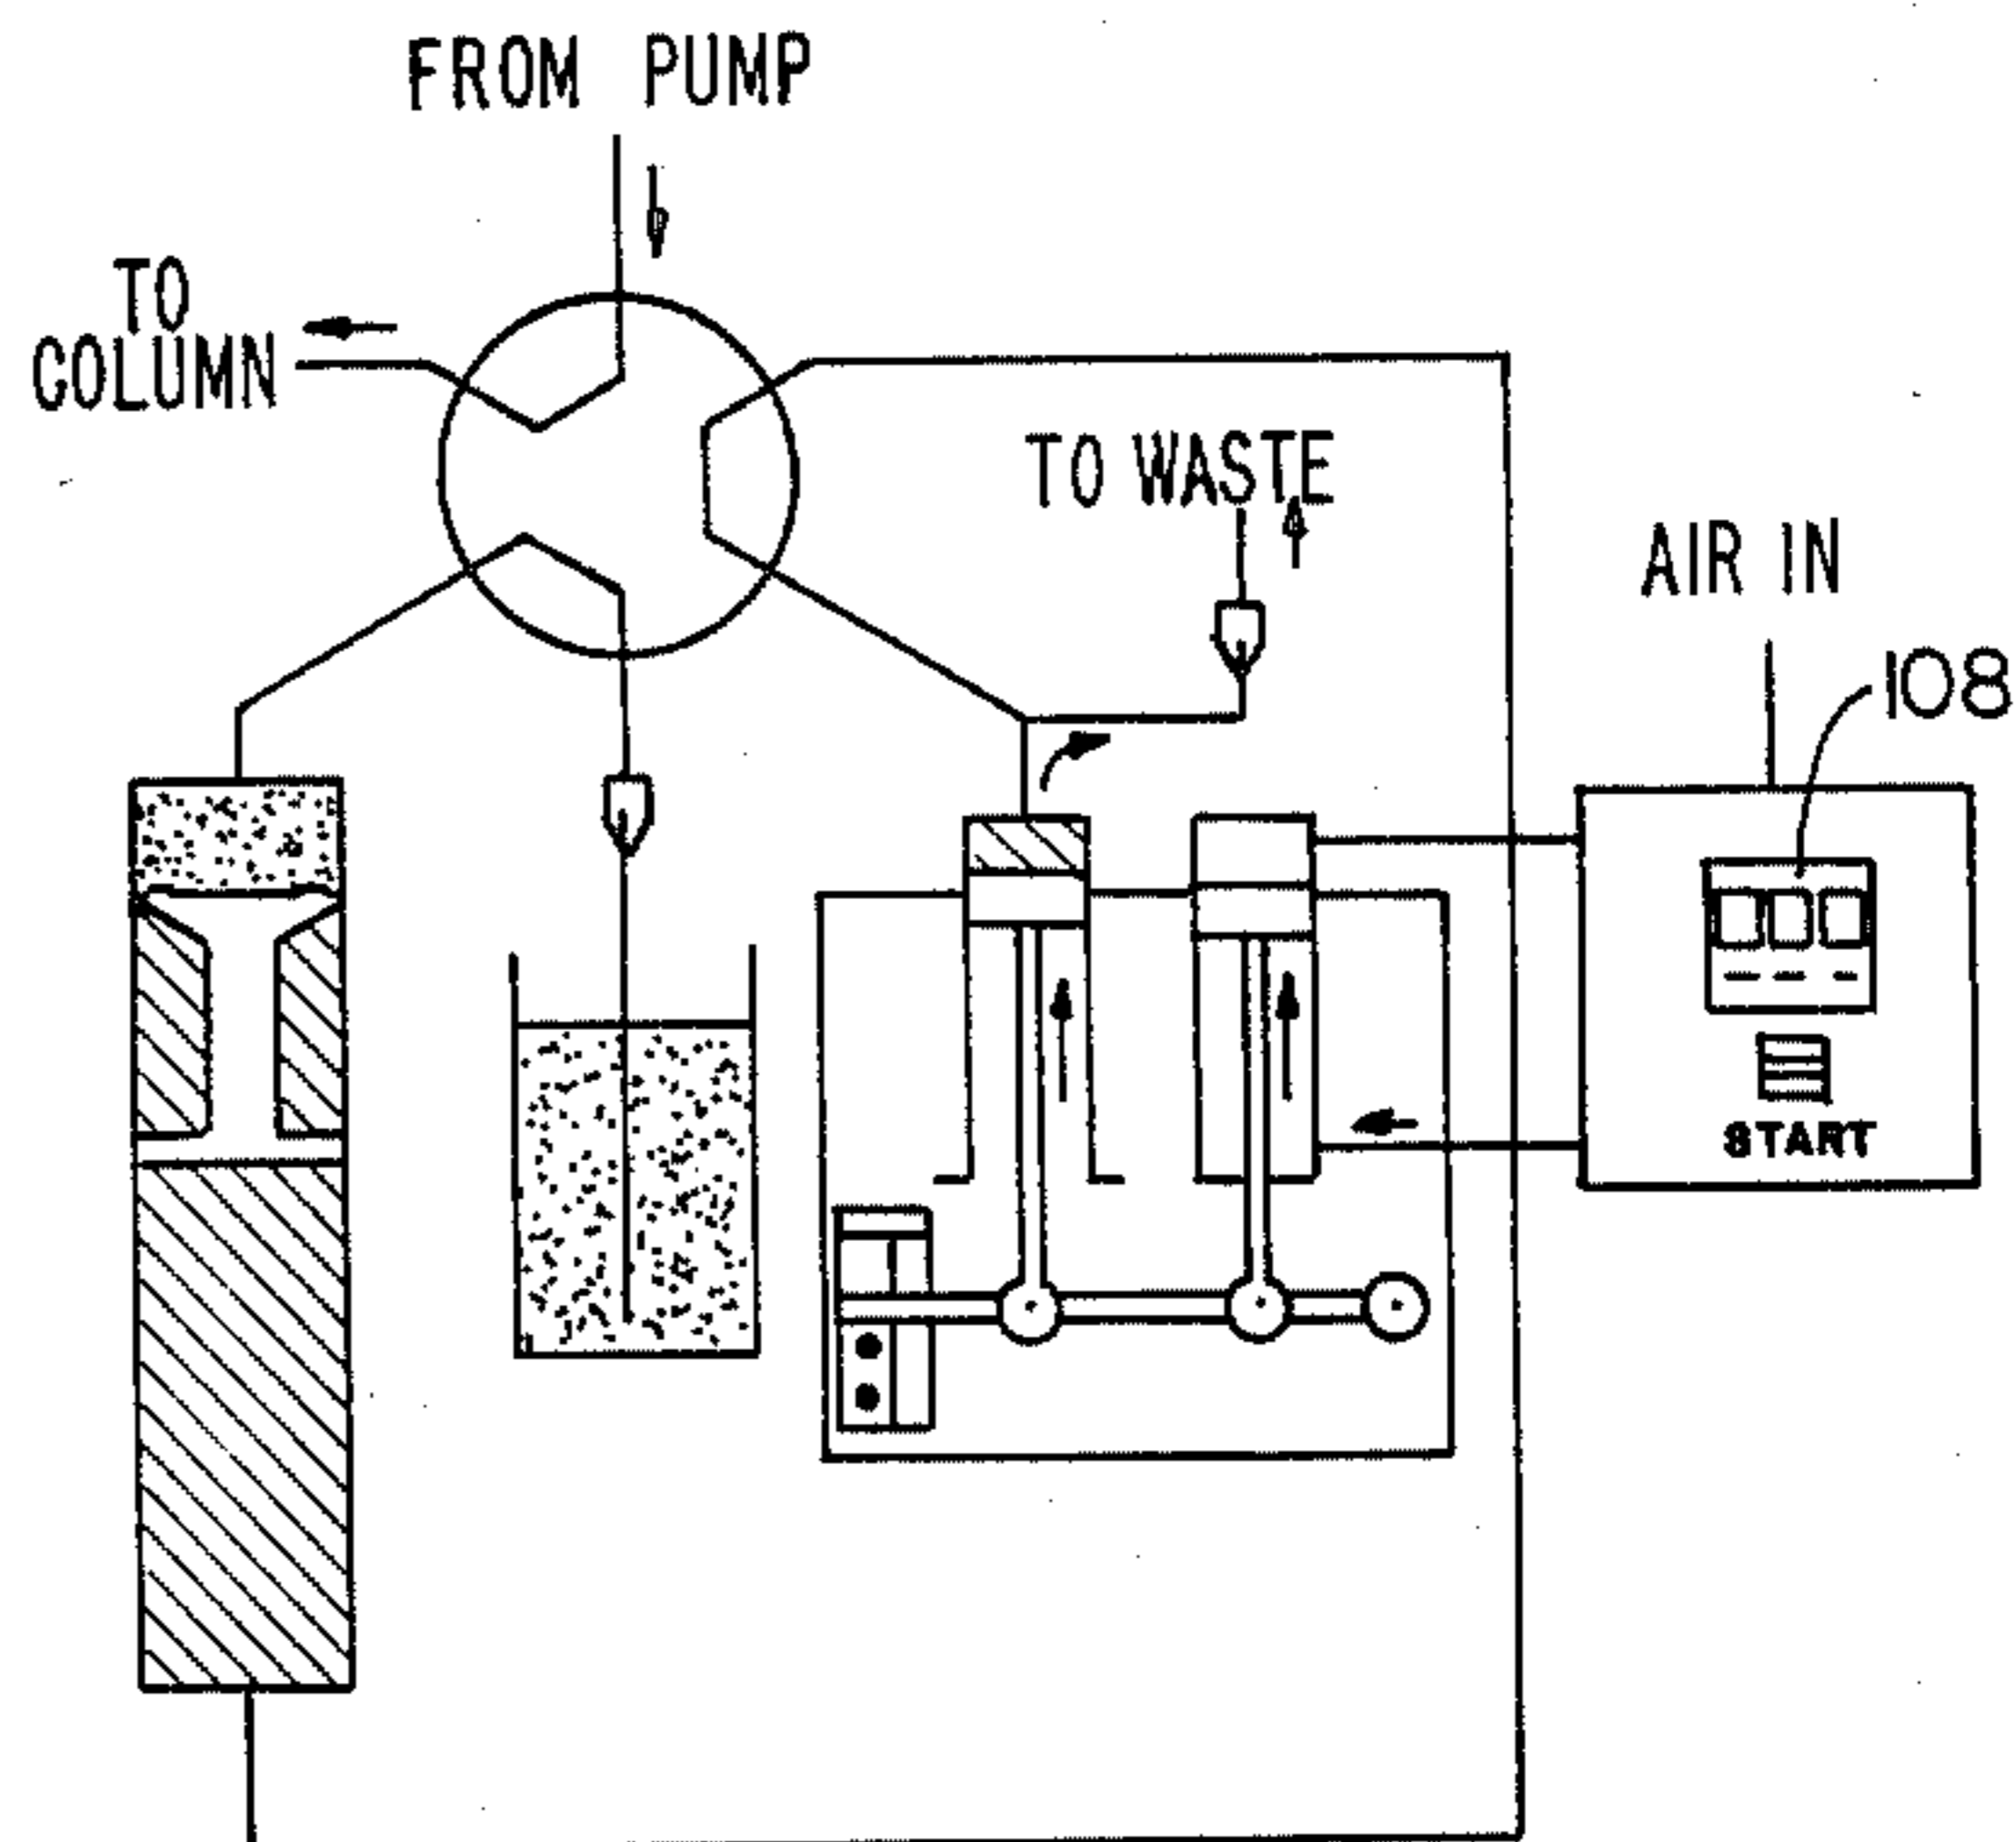 FROM PUMP
TO
COLUMN
TO WASTE
AIR IN
108
START